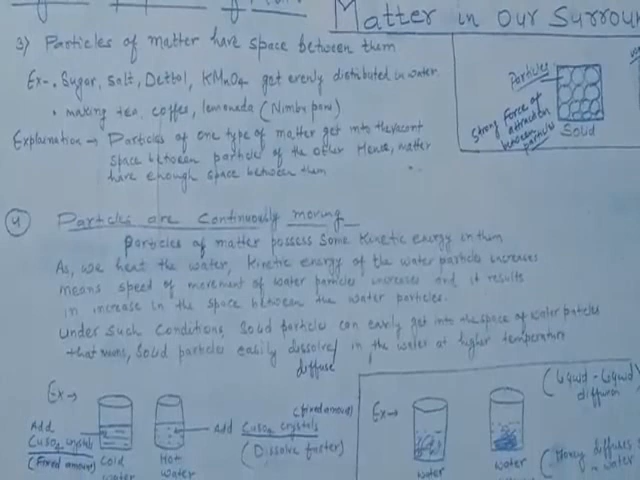 Matter in Our Surrou
3) Particles of matter have space between them
Ex-. Sugar, Salt, Dettol, KMnO4 get evenly distributed in water
• making tea, coffee, lemonada (Nimbu pani)
Explaination → Particles of one type of matter get into the vacant
space between particle of the other Hence, matter
have enough space between them
Particles
Strong Force of
attraction
between
particles
Solid
4) Particles are continuously moving
Particles of matter possess some Kinetic energy in them
As, we heat the water, Kinetic energy of the water particles increases
means speed of movement of water particles increases and it results
in increase in the space between the water particles.
Under such conditions, Solid particle can easily get into the space of water particles
that means, Solid particles easily dissolve/ in the water at higher temperature
diffuse
Ex→
Add
CuSO4 crystals
(Fixed amount)
Cold
water
Hot
water
(fixed amount)
Add CuSO4 crystals
(Dissolve faster)
Ex→
water
water
(Liquid - Liquid
diffusion
(Honey diffuses
in water